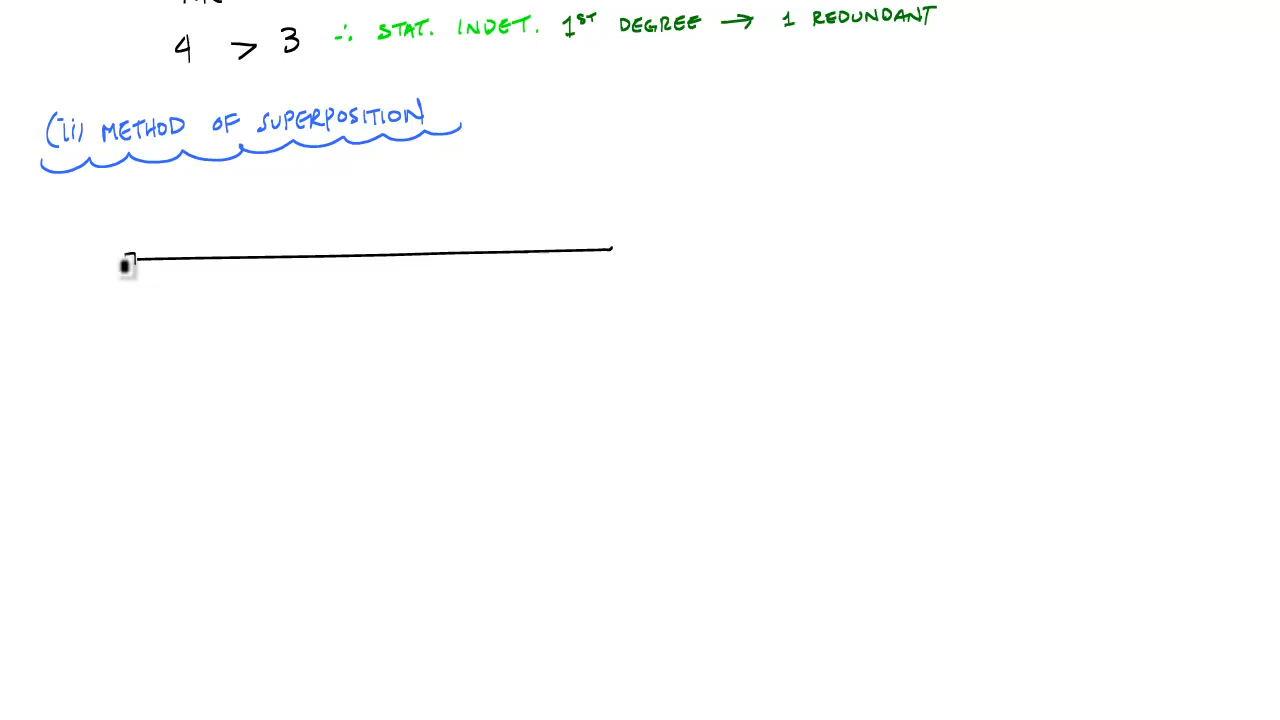 4 > 3 ∴ STAT. INDET. 1ST DEGREE → 1 REDUNDANT
(ii) METHOD OF SUPERPOSITION